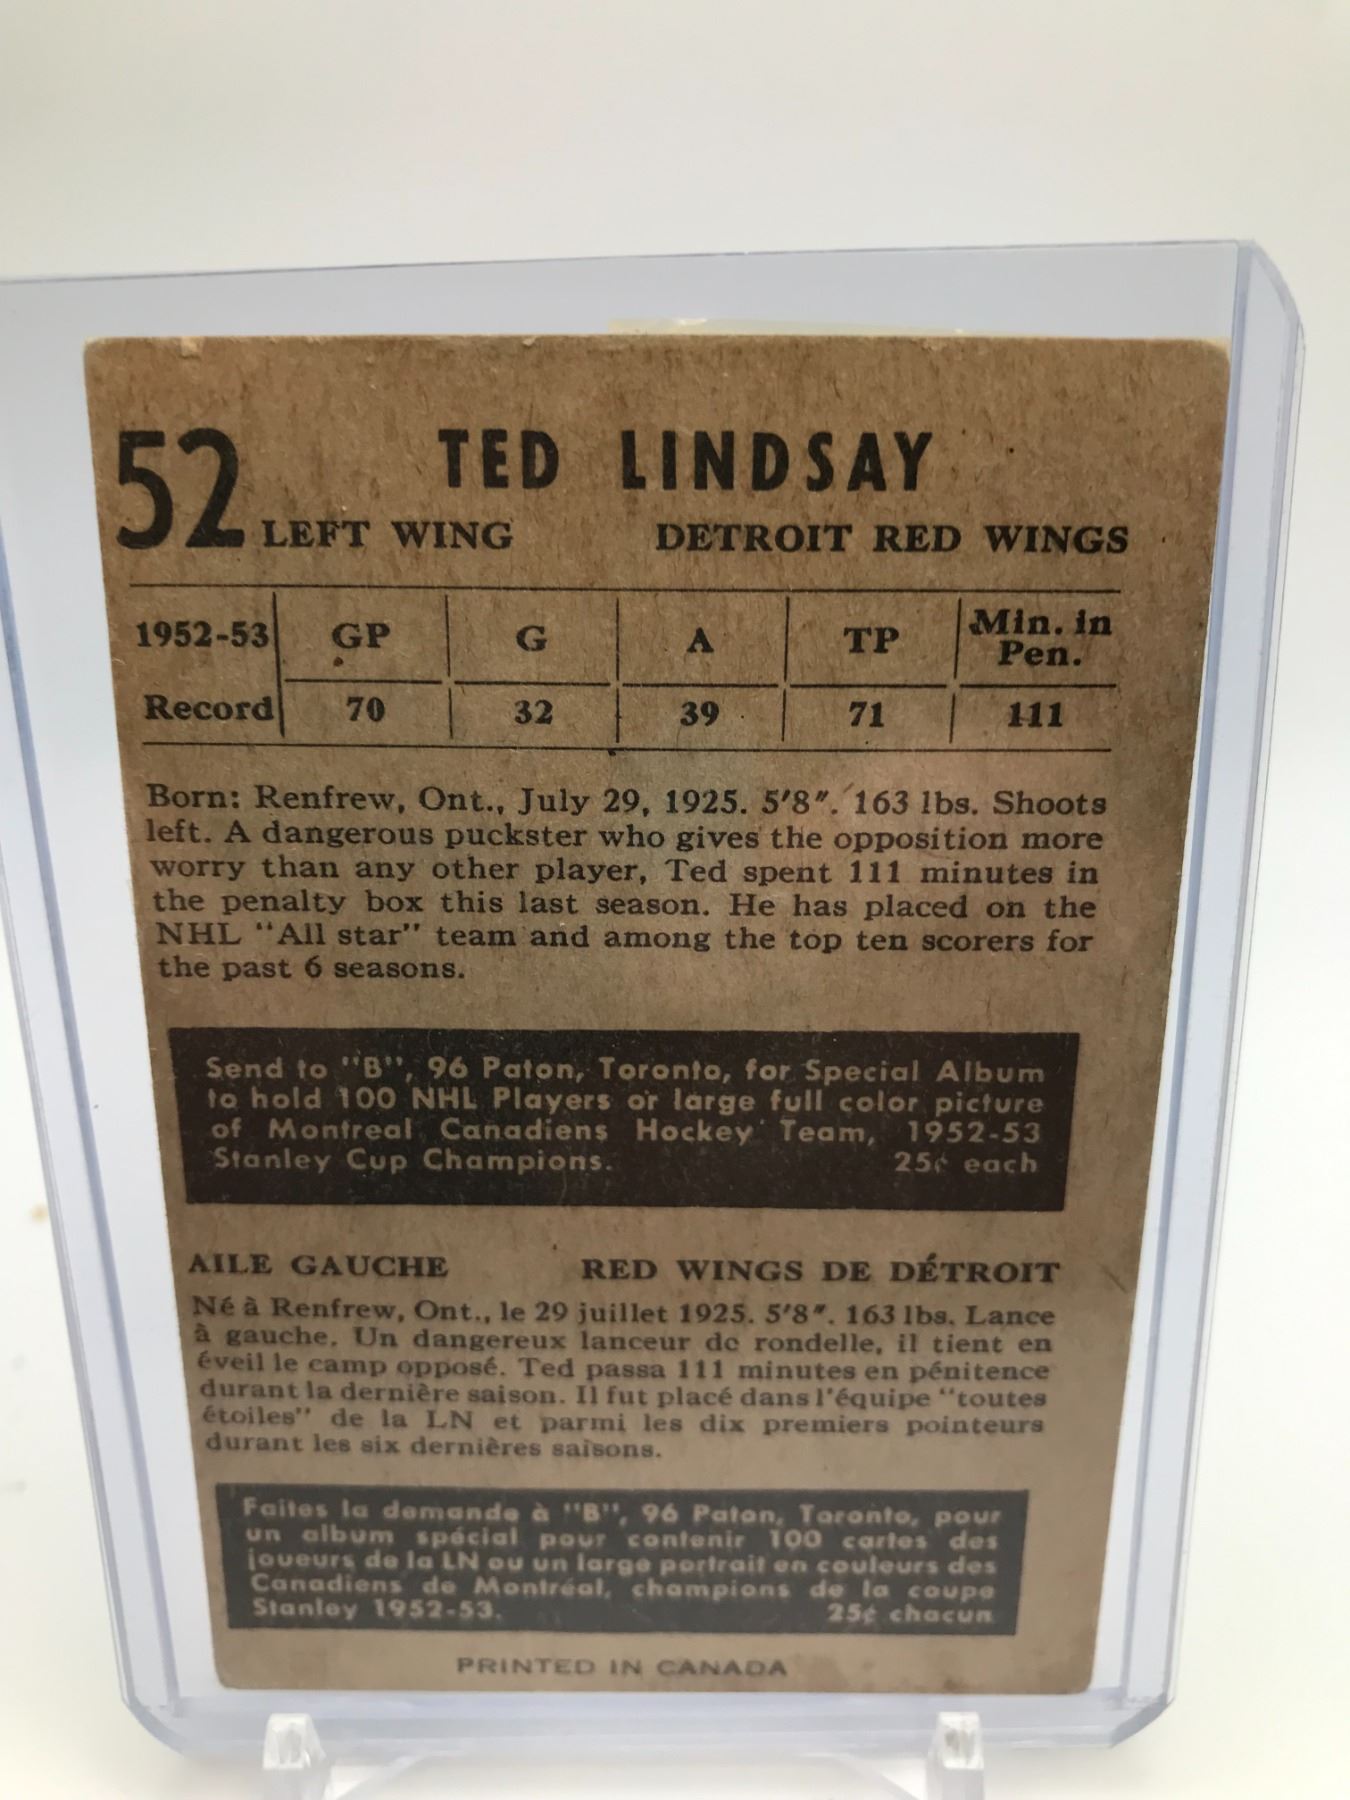 52 TED LINDSAY
LEFT WING DETROIT RED WINGS
1952-53 GP G A TP Min. in Pen.
Record 70 32 39 71 111
Born: Renfrew, Ont., July 29, 1925. 5'8". 163 lbs. Shoots
left. A dangerous puckster who gives the opposition more
worry than any other player, Ted spent 111 minutes in
the penalty box this last season. He has placed on the
NHL "All star" team and among the top ten scorers for
the past 6 seasons.
Send to "B", 96 Paton, Toronto, for Special Album
to hold 100 NHL Players or large full color picture
of Montreal Canadiens Hockey Team, 1952-53
Stanley Cup Champions. 25¢ each
AILE GAUCHE RED WINGS DE DÉTROIT
Né à Renfrew, Ont., le 29 juillet 1925. 5'8". 163 lbs. Lance
à gauche. Un dangereux lanceur de rondelle, il tient en
éveil le camp opposé. Ted passa 111 minutes en pénitence
durant la dernière saison. Il fut placé dans l'équipe "toutes
étoiles" de la LN et parmi les dix premiers pointeurs
durant les six dernières saisons.
Faites la demande à "B", 96 Paton, Toronto, pour
un album spécial pour contenir 100 cartes des
joueurs de la LN ou un large portrait en couleurs des
Canadiens de Montréal, champions de la coupe
Stanley 1952-53. 25¢ chacun
PRINTED IN CANADA